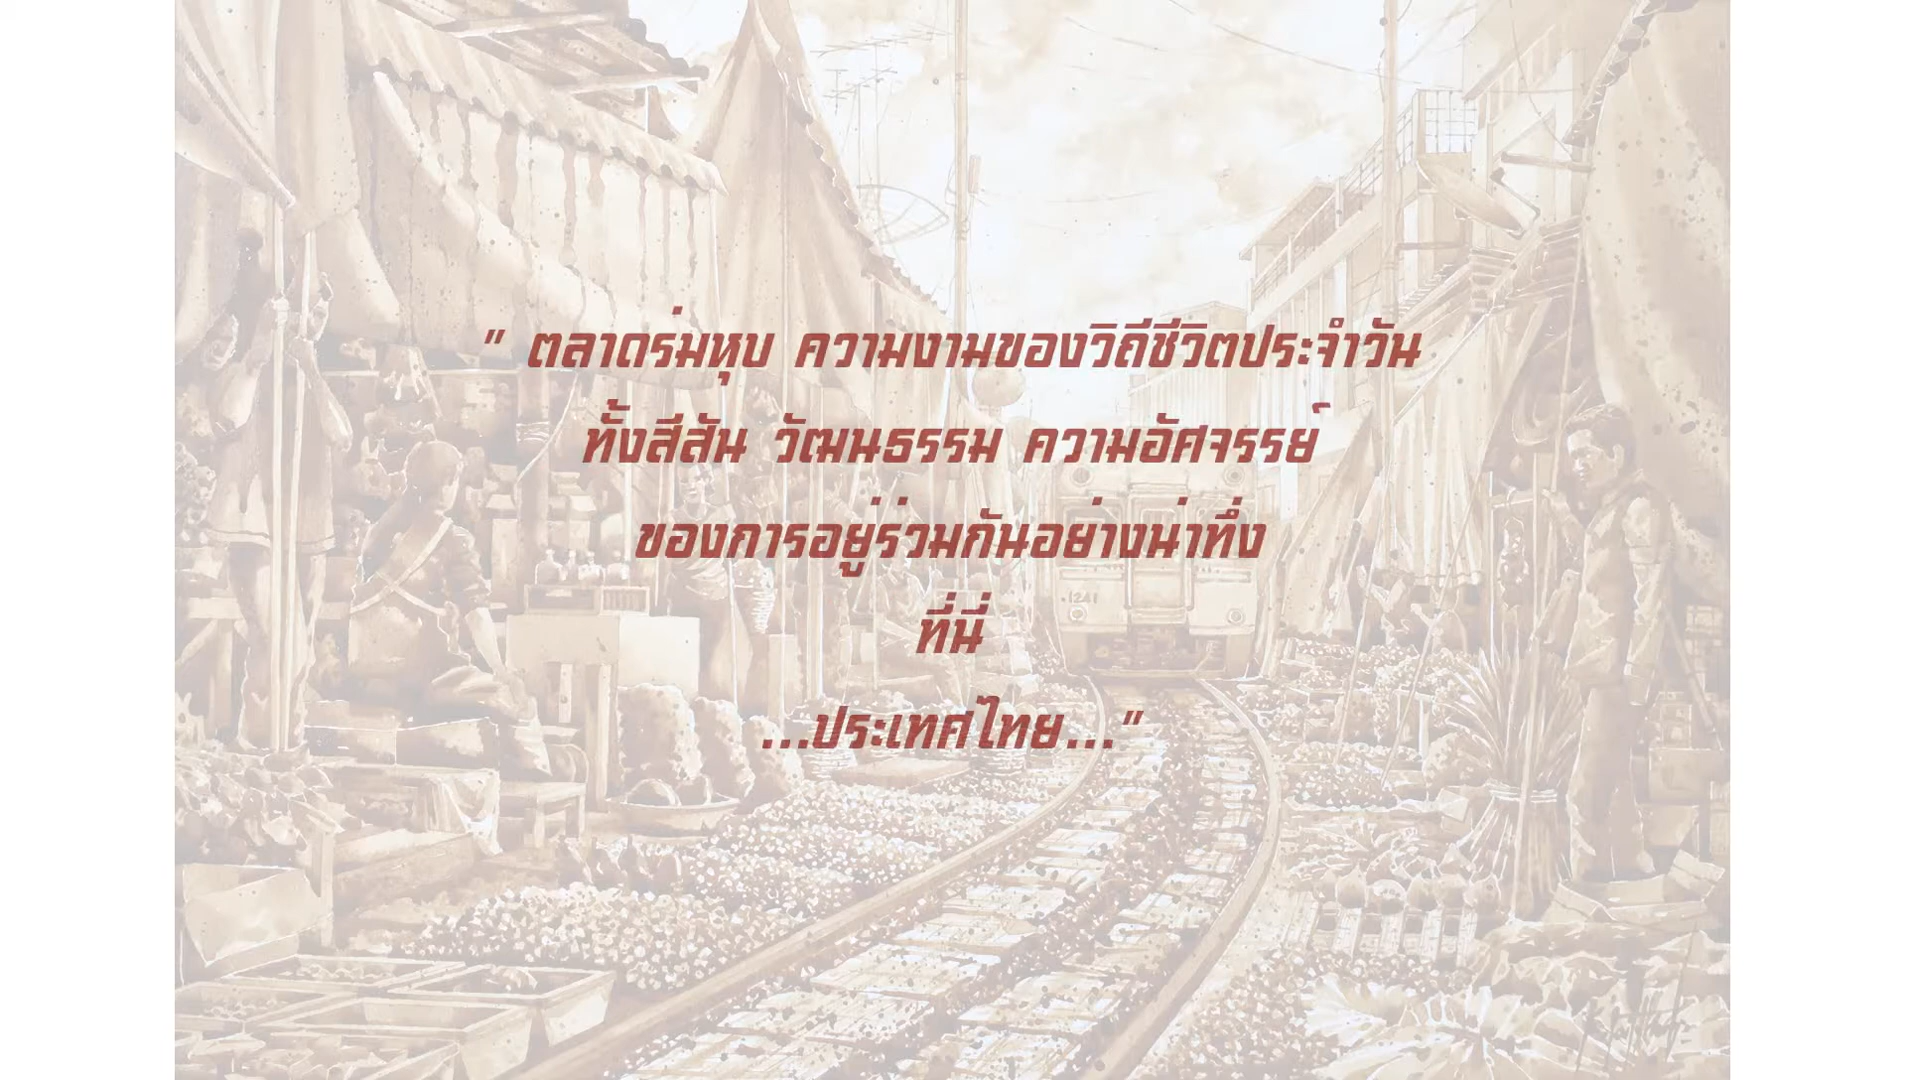 " ตลาดร่มหุบ ความงามของวิถีชีวิตประจำวัน
ทั้งสีสัน วัฒนธรรม ความอัศจรรย์
ของการอยู่ร่วมกันอย่างน่าทึ่ง
ที่นี่
...ประเทศไทย..."
1241